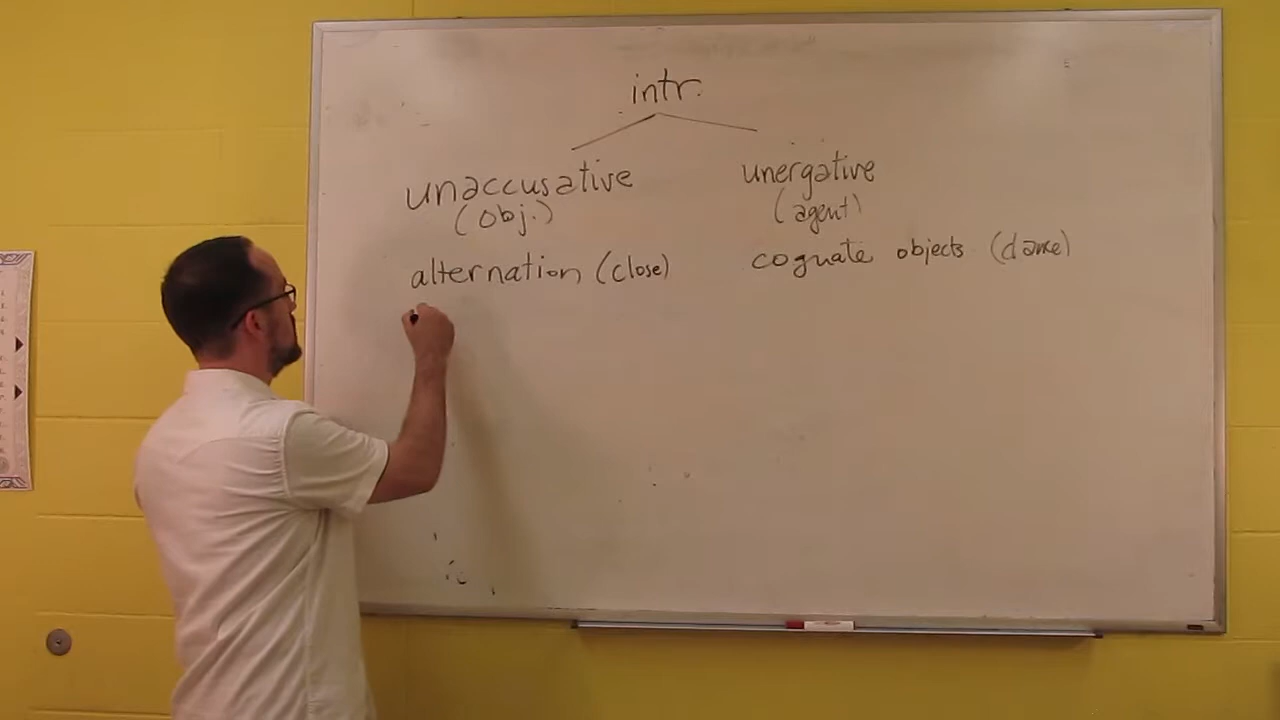 intr.
unaccusative
(obj.)
unergative
(agent)
alternation (close)
cognate objects (dance)